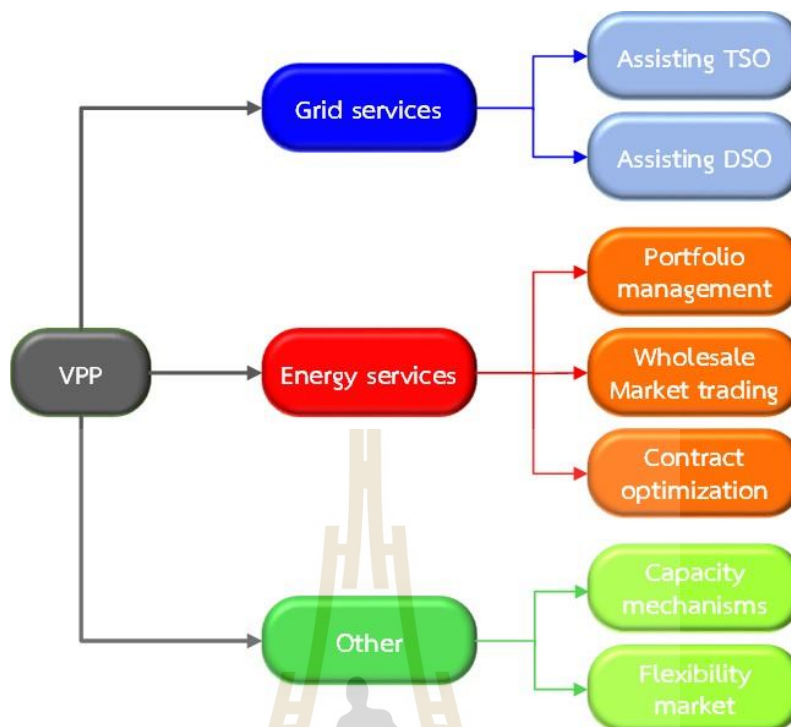 Assisting TSO
Grid services
Assisting DSO
Portfolio
management
VPP
Energy services
Wholesale
Market trading
Contract
optimization
Capacity
mechanisms
Other
Flexibility
market